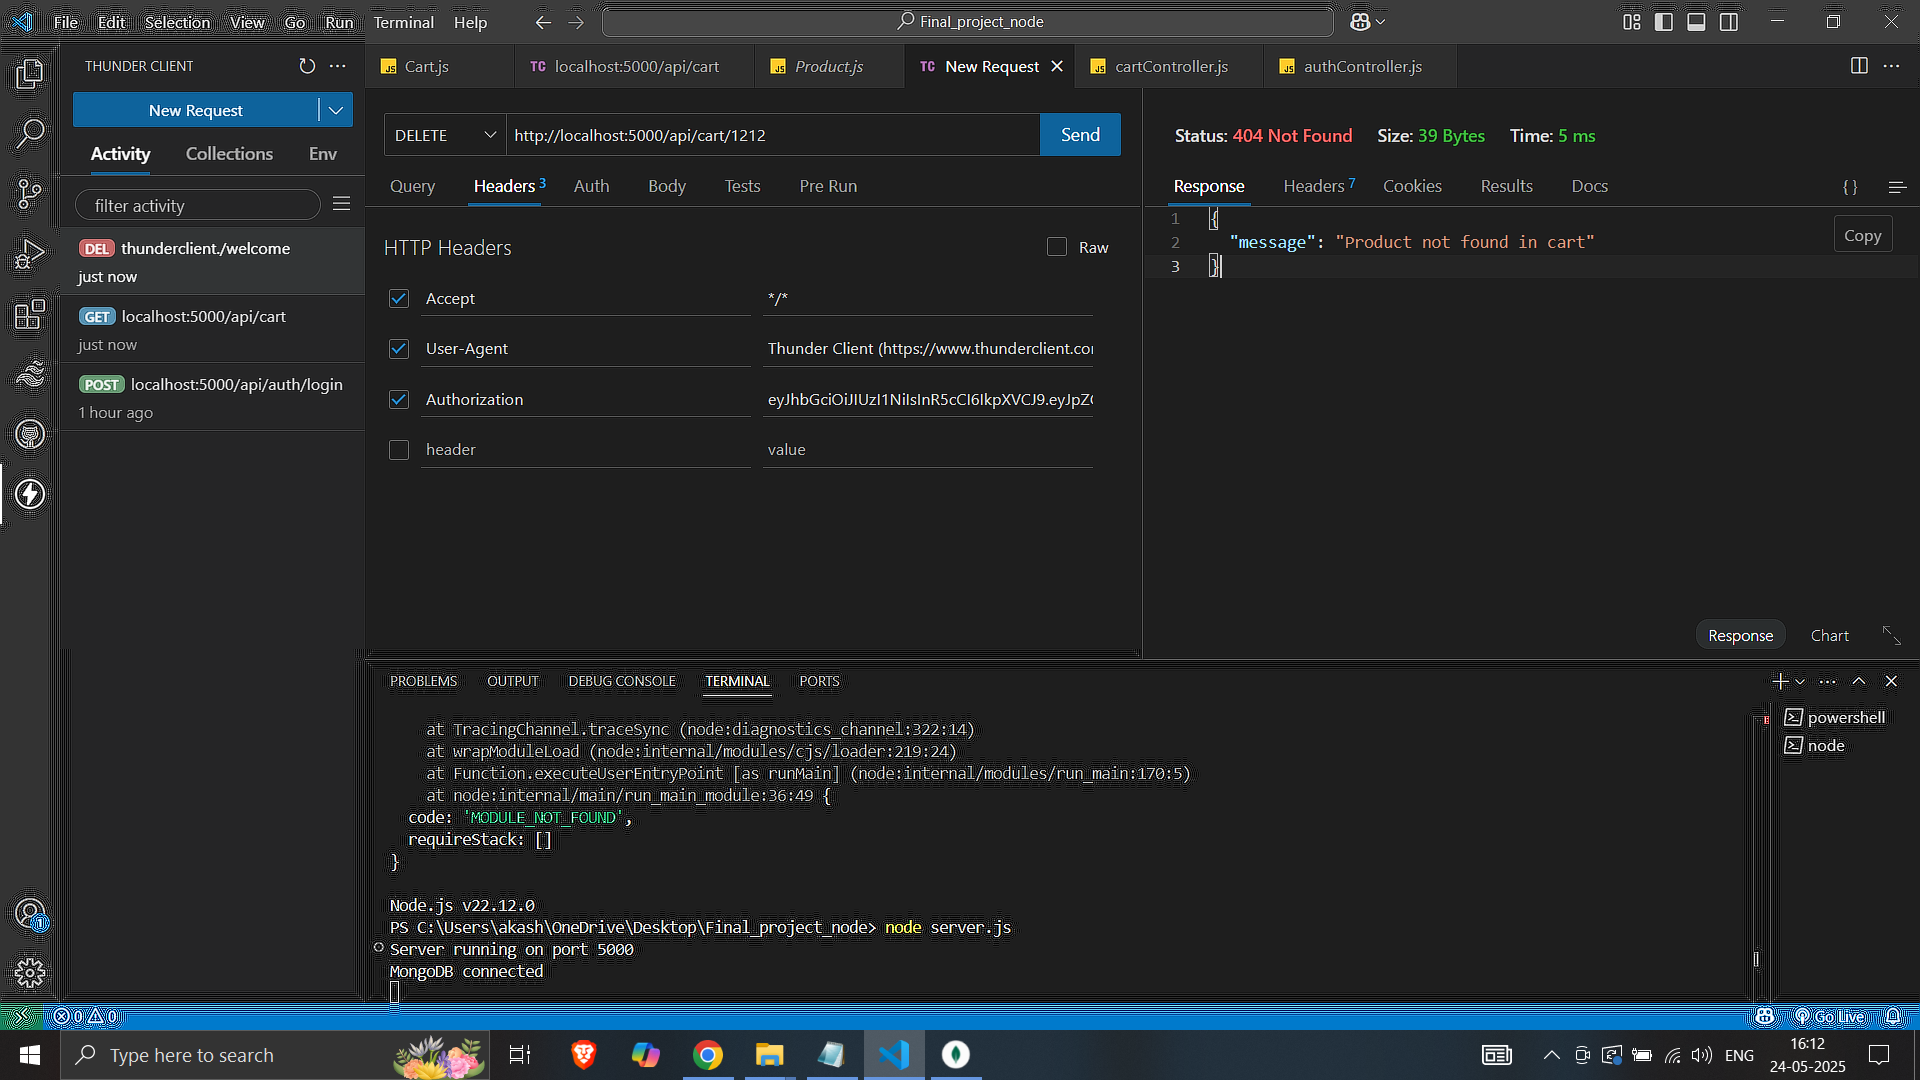 File Edit Selection View Go Run Terminal Help
Final_project_node
THUNDER CLIENT
New Request
Activity Collections Env
filter activity
DEL thunderclient./welcome
just now
GET localhost:5000/api/cart
just now
POST localhost:5000/api/auth/login
1 hour ago
JS Cart.js
TC localhost:5000/api/cart
JS Product.js
TC New Request
JS cartController.js
JS authController.js
DELETE http://localhost:5000/api/cart/1212 Send
Query Headers 3 Auth Body Tests Pre Run
HTTP Headers Raw
Accept */*
User-Agent Thunder Client (https://www.thunderclient.co
Authorization eyJhbGciOiJIUzI1NiIsInR5cCI6IkpXVCJ9.eyJpZ
header value
Status: 404 Not Found Size: 39 Bytes Time: 5 ms
Response Headers 7 Cookies Results Docs { }
1 {
2 "message": "Product not found in cart"
3 }
Copy
Response Chart
PROBLEMS OUTPUT DEBUG CONSOLE TERMINAL PORTS
at TracingChannel.traceSync (node:diagnostics_channel:322:14)
at wrapModuleLoad (node:internal/modules/cjs/loader:219:24)
at Function.executeUserEntryPoint [as runMain] (node:internal/modules/run_main:170:5)
at node:internal/main/run_main_module:36:49 {
code: 'MODULE_NOT_FOUND',
requireStack: []
}
Node.js v22.12.0
PS C:\Users\akash\OneDrive\Desktop\Final_project_node> node server.js
Server running on port 5000
MongoDB connected
powershell
node
1
0 0
Go Live
Type here to search
ENG
16:12
24-05-2025